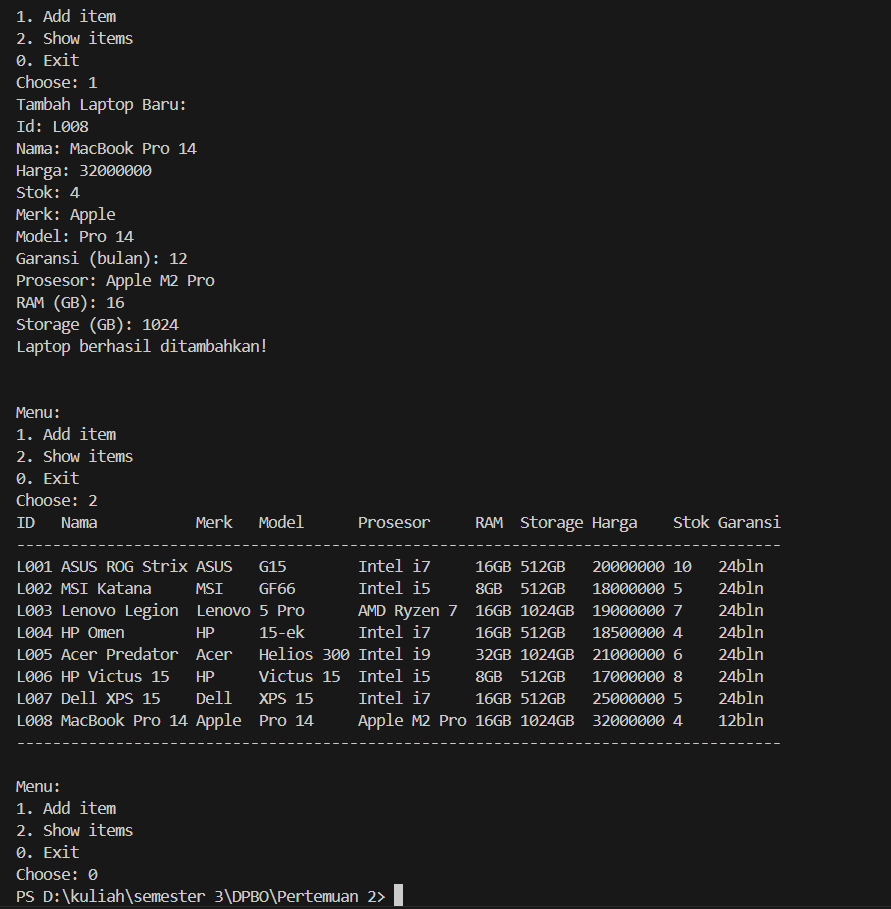 1. Add item
2. Show items
0. Exit
Choose: 1
Tambah Laptop Baru:
Id: L008
Nama: MacBook Pro 14
Harga: 32000000
Stok: 4
Merk: Apple
Model: Pro 14
Garansi (bulan): 12
Prosesor: Apple M2 Pro
RAM (GB): 16
Storage (GB): 1024
Laptop berhasil ditambahkan!
Menu:
1. Add item
2. Show items
0. Exit
Choose: 2
ID   Nama           Merk   Model      Prosesor     RAM  Storage Harga    Stok Garansi
-------------------------------------------------------------------------------------
L001 ASUS ROG Strix ASUS   G15        Intel i7     16GB 512GB   20000000 10   24bln
L002 MSI Katana     MSI    GF66       Intel i5     8GB  512GB   18000000 5    24bln
L003 Lenovo Legion  Lenovo 5 Pro      AMD Ryzen 7  16GB 1024GB  19000000 7    24bln
L004 HP Omen        HP     15-ek      Intel i7     16GB 512GB   18500000 4    24bln
L005 Acer Predator  Acer   Helios 300 Intel i9     32GB 1024GB  21000000 6    24bln
L006 HP Victus 15   HP     Victus 15  Intel i5     8GB  512GB   17000000 8    24bln
L007 Dell XPS 15    Dell   XPS 15     Intel i7     16GB 512GB   25000000 5    24bln
L008 MacBook Pro 14 Apple  Pro 14     Apple M2 Pro 16GB 1024GB  32000000 4    12bln
-------------------------------------------------------------------------------------
Menu:
1. Add item
2. Show items
0. Exit
Choose: 0
PS D:\kuliah\semester 3\DPBO\Pertemuan 2>